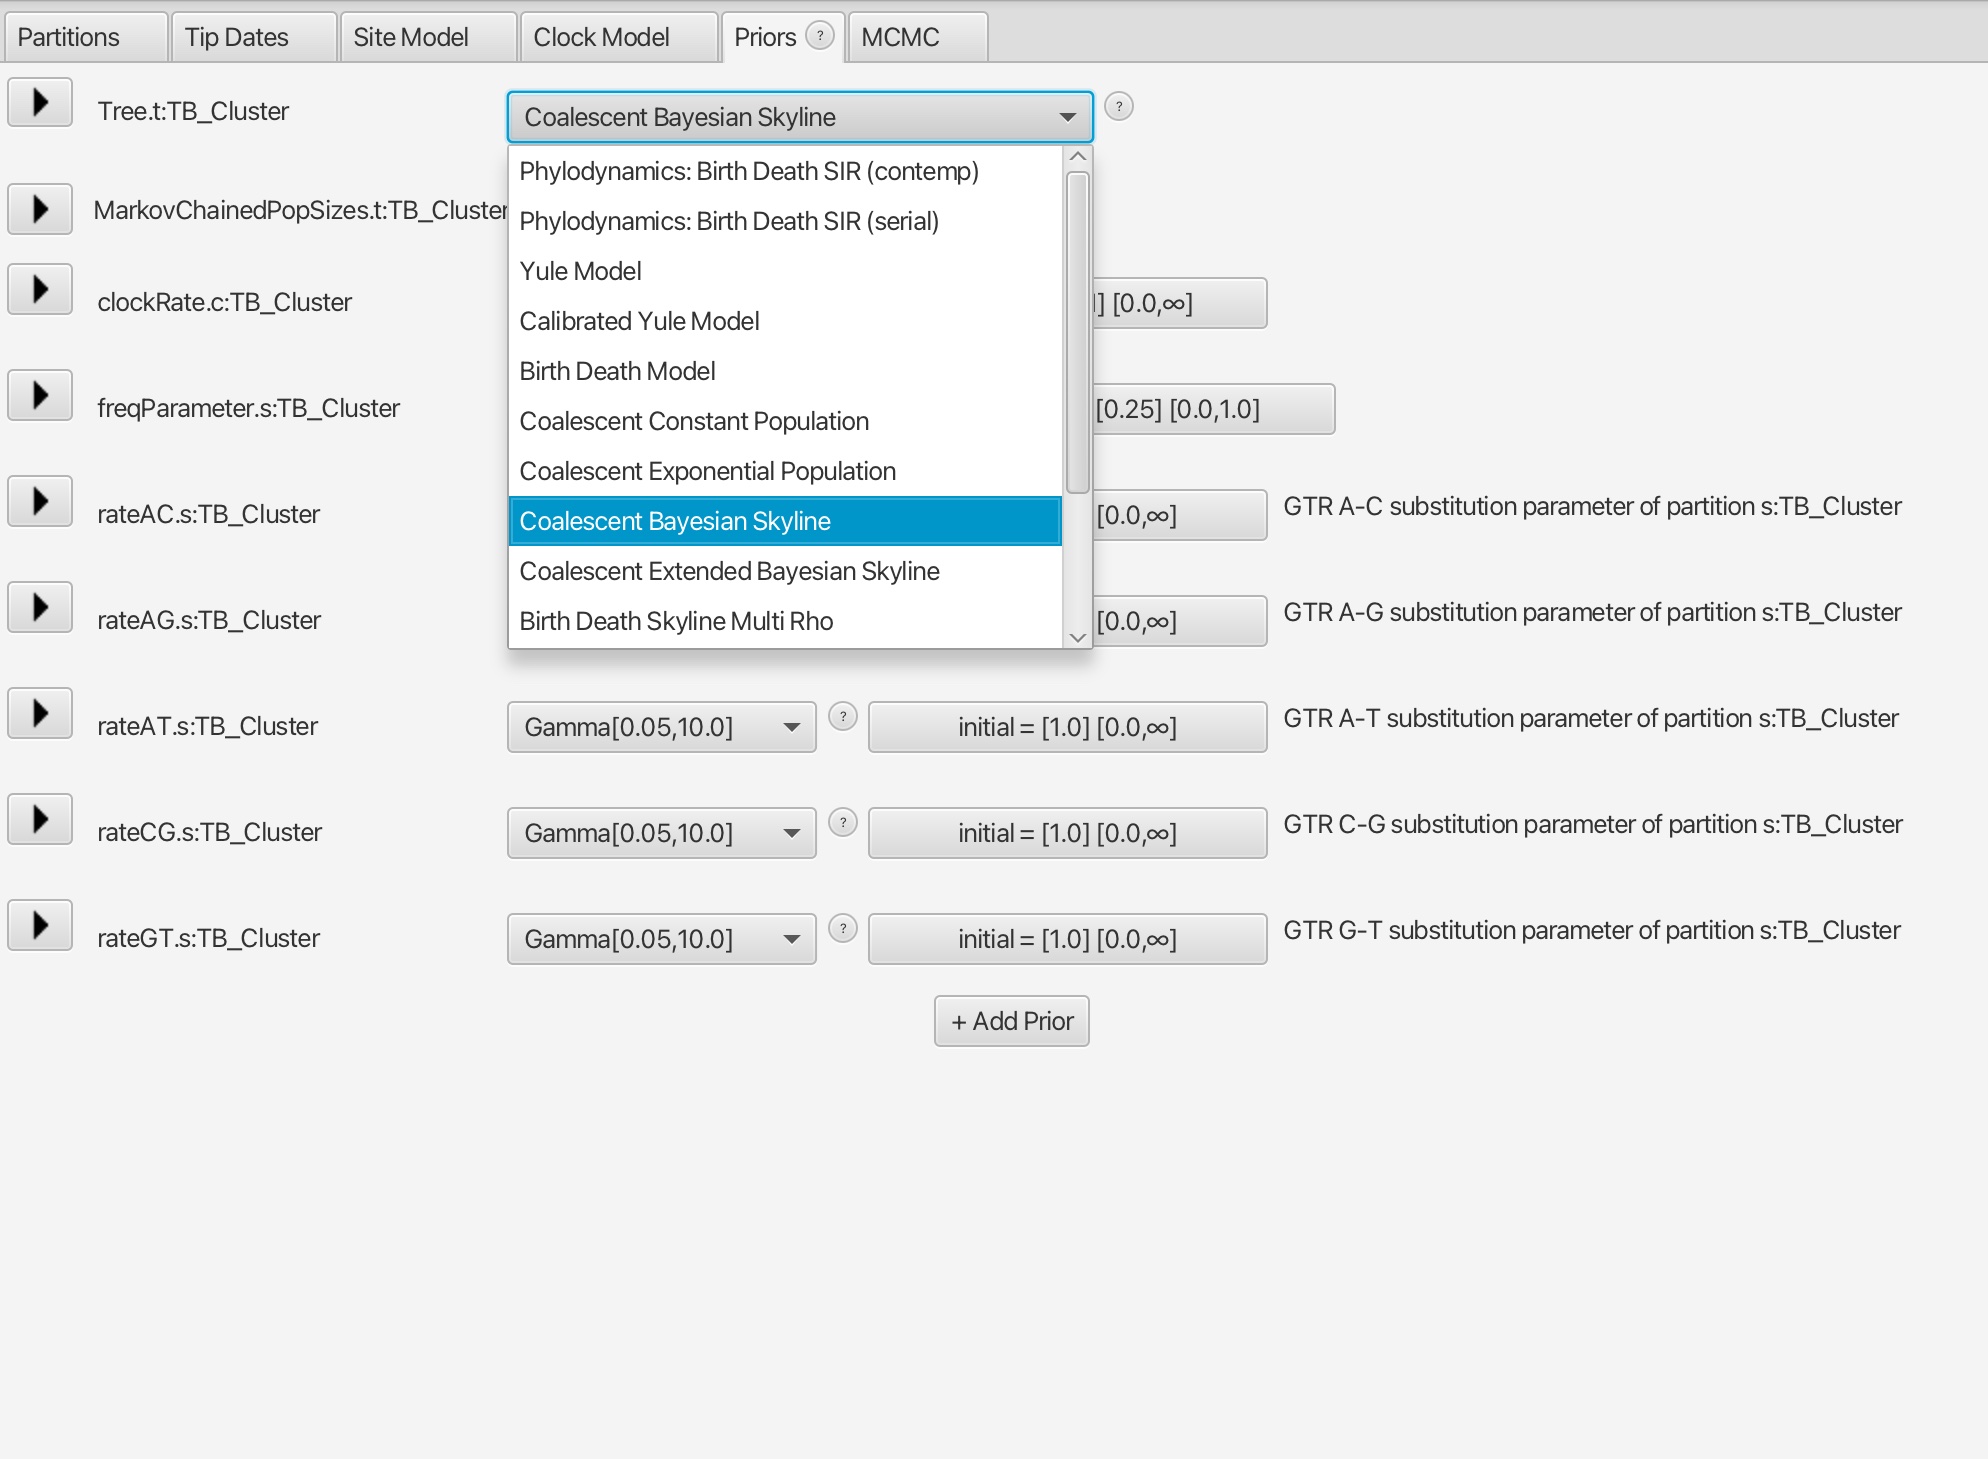 Partitions Tip Dates Site Model Clock Model Priors ? MCMC
Tree.t:TB_Cluster Coalescent Bayesian Skyline ?
Phylodynamics: Birth Death SIR (contemp)
MarkovChainedPopSizes.t:TB_Cluster Phylodynamics: Birth Death SIR (serial)
Yule Model
clockRate.c:TB_Cluster Calibrated Yule Model ] [0.0,∞]
Birth Death Model
freqParameter.s:TB_Cluster Coalescent Constant Population [0.25] [0.0,1.0]
Coalescent Exponential Population
rateAC.s:TB_Cluster Coalescent Bayesian Skyline [0.0,∞] GTR A-C substitution parameter of partition s:TB_Cluster
Coalescent Extended Bayesian Skyline
rateAG.s:TB_Cluster Birth Death Skyline Multi Rho [0.0,∞] GTR A-G substitution parameter of partition s:TB_Cluster
rateAT.s:TB_Cluster Gamma[0.05,10.0] ? initial = [1.0] [0.0,∞] GTR A-T substitution parameter of partition s:TB_Cluster
rateCG.s:TB_Cluster Gamma[0.05,10.0] ? initial = [1.0] [0.0,∞] GTR C-G substitution parameter of partition s:TB_Cluster
rateGT.s:TB_Cluster Gamma[0.05,10.0] ? initial = [1.0] [0.0,∞] GTR G-T substitution parameter of partition s:TB_Cluster
+ Add Prior